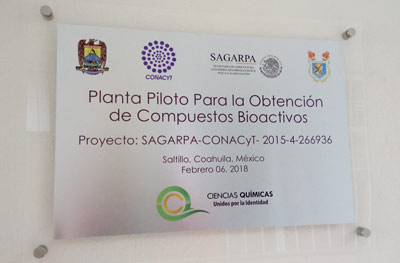 CONACYT
SAGARPA
Planta Piloto Para la Obtención
de Compuestos Bioactivos
Proyecto: SAGARPA-CONACyT- 2015-4-266936
Saltillo, Coahuila, México
Febrero 06, 2018
CIENCIAS QUÍMICAS
Unidos por la Identidad